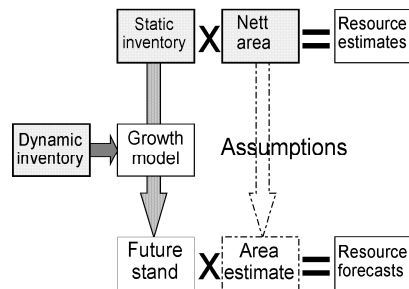 Static
inventory
X
Nett
area
=
Resource
estimates
Dynamic
inventory
Growth
model
Assumptions
Future
stand
X
Area
estimate
=
Resource
forecasts